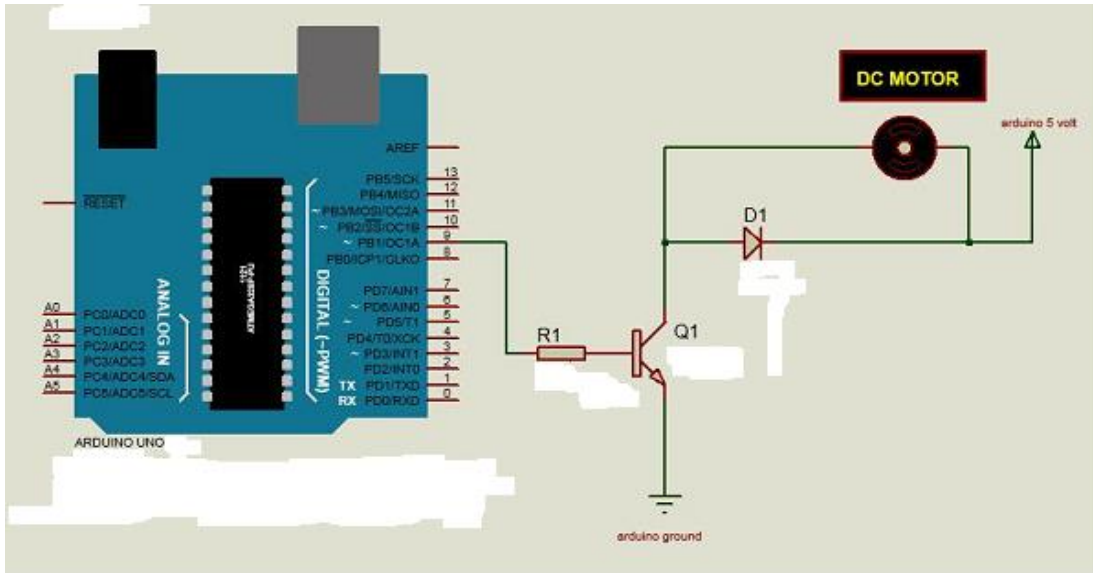 DC MOTOR
arduino 5 volt
AREF
13
PB5/SCK
12
PB4/MISO
RESET
11
~PB3/MOSI/OC2A
10
~ PB2/SS/OC1B
9
~ PB1/OC1A
8
PB0/ICP1/CLKO
D1
DIGITAL (~PWM)
ANALOG IN
7
PD7/AIN1
6
~ PD6/AIN0
5
~ PD5/T1
4
PD4/T0/XCK
3
~ PD3/INT1
2
PD2/INT0
1
TX PD1/TXD
0
RX PD0/RXD
A0
PC0/ADC0
A1
PC1/ADC1
A2
PC2/ADC2
A3
PC3/ADC3
A4
PC4/ADC4/SDA
A5
PC5/ADC5/SCL
R1
Q1
ARDUINO UNO
arduino ground